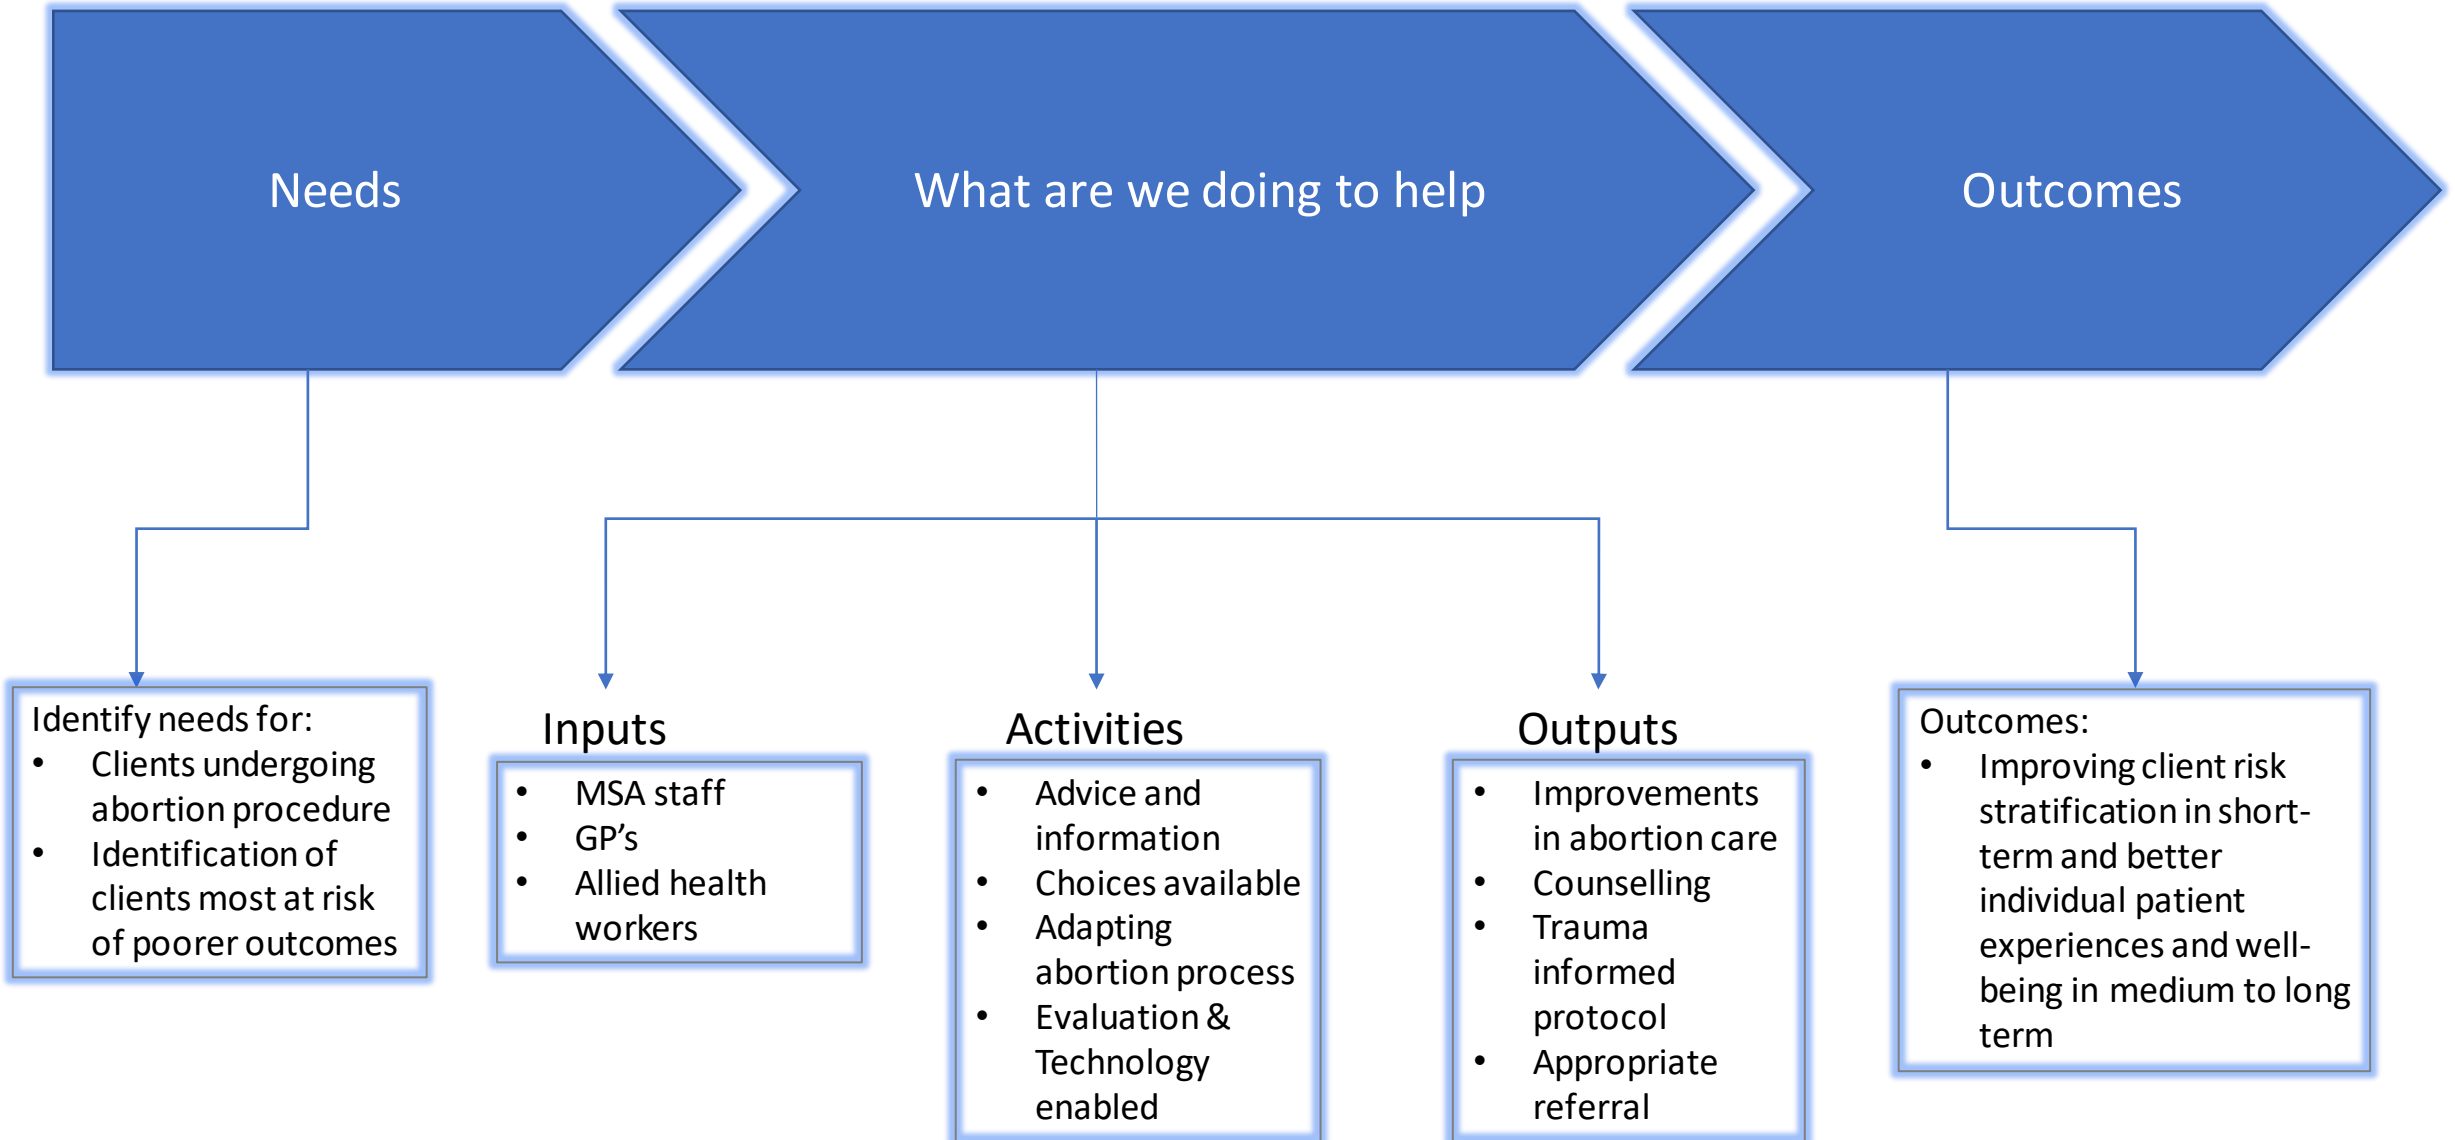 Needs
What are we doing to help
Outcomes
Identify needs for:
• Clients undergoing
abortion procedure
• Identification of
clients most at risk
of poorer outcomes
Inputs
• MSA staff
• GP’s
• Allied health
workers
Activities
• Advice and
information
• Choices available
• Adapting
abortion process
• Evaluation &
Technology
enabled
Outputs
• Improvements
in abortion care
• Counselling
• Trauma
informed
protocol
• Appropriate
referral
Outcomes:
• Improving client risk
stratification in short-
term and better
individual patient
experiences and well-
being in medium to long
term